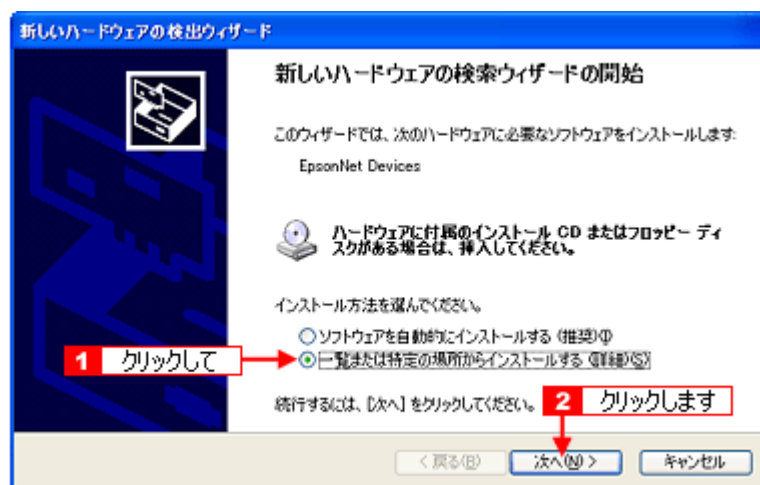 新しいハードウェアの検出ウィザード
新しいハードウェアの検索ウィザードの開始
このウィザードでは、次のハードウェアに必要なソフトウェアをインストールします:
EpsonNet Devices
ハードウェアに付属のインストール CD またはフロッピー ディ
スクがある場合は、挿入してください。
インストール方法を選んでください。
ソフトウェアを自動的にインストールする (推奨)(I)
1 クリックして
一覧または特定の場所からインストールする (詳細)(S)
続行するには、[次へ] をクリックしてください。
2 クリックします
< 戻る(B)
次へ(N) >
キャンセル